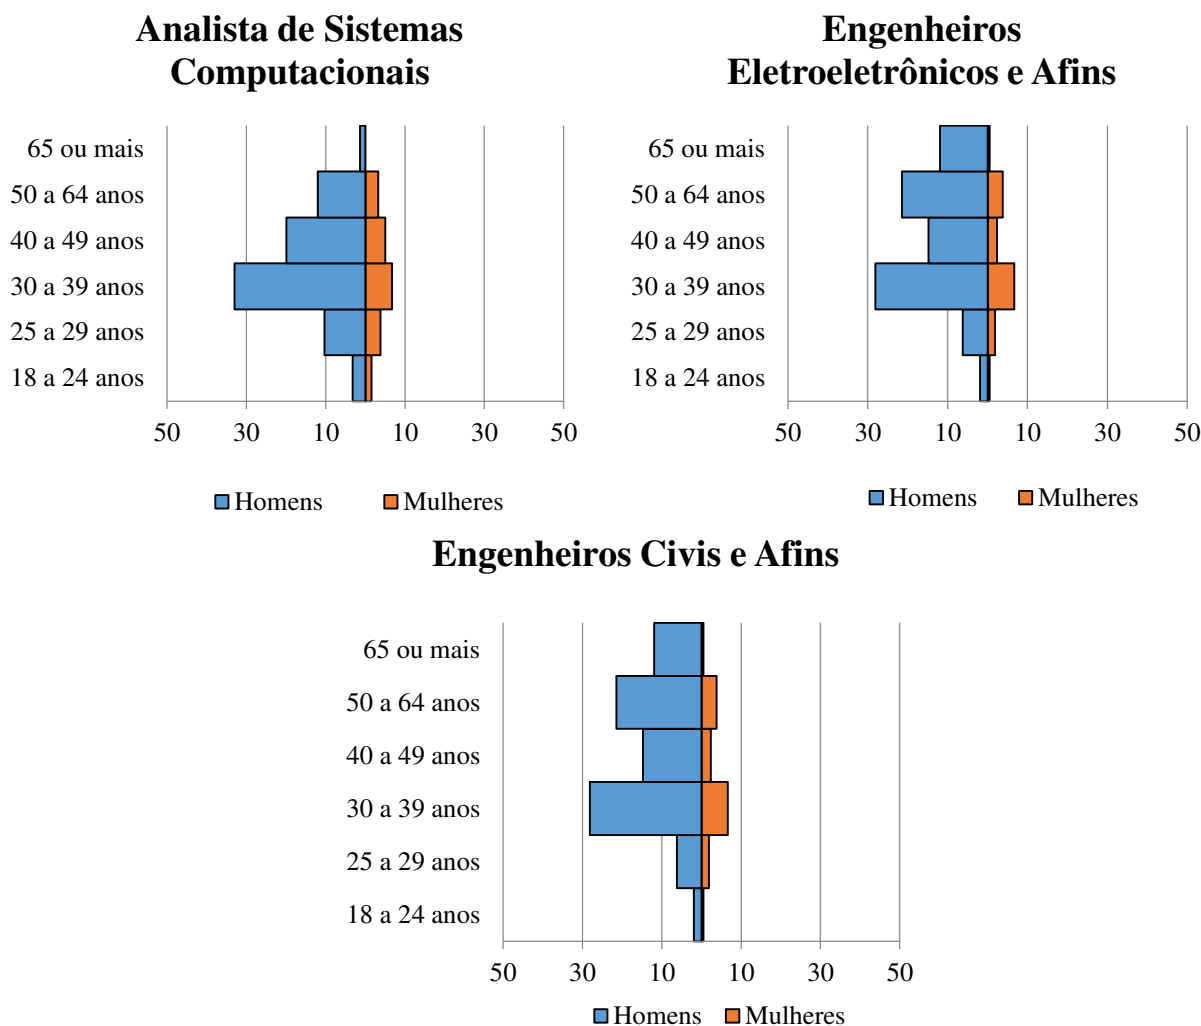 Analista de Sistemas
Computacionais
65 ou mais
50 a 64 anos
40 a 49 anos
30 a 39 anos
25 a 29 anos
18 a 24 anos
50 30 10 10 30 50
Homens Mulheres
Engenheiros
Eletroeletrônicos e Afins
65 ou mais
50 a 64 anos
40 a 49 anos
30 a 39 anos
25 a 29 anos
18 a 24 anos
50 30 10 10 30 50
Homens Mulheres
Engenheiros Civis e Afins
65 ou mais
50 a 64 anos
40 a 49 anos
30 a 39 anos
25 a 29 anos
18 a 24 anos
50 30 10 10 30 50
Homens Mulheres